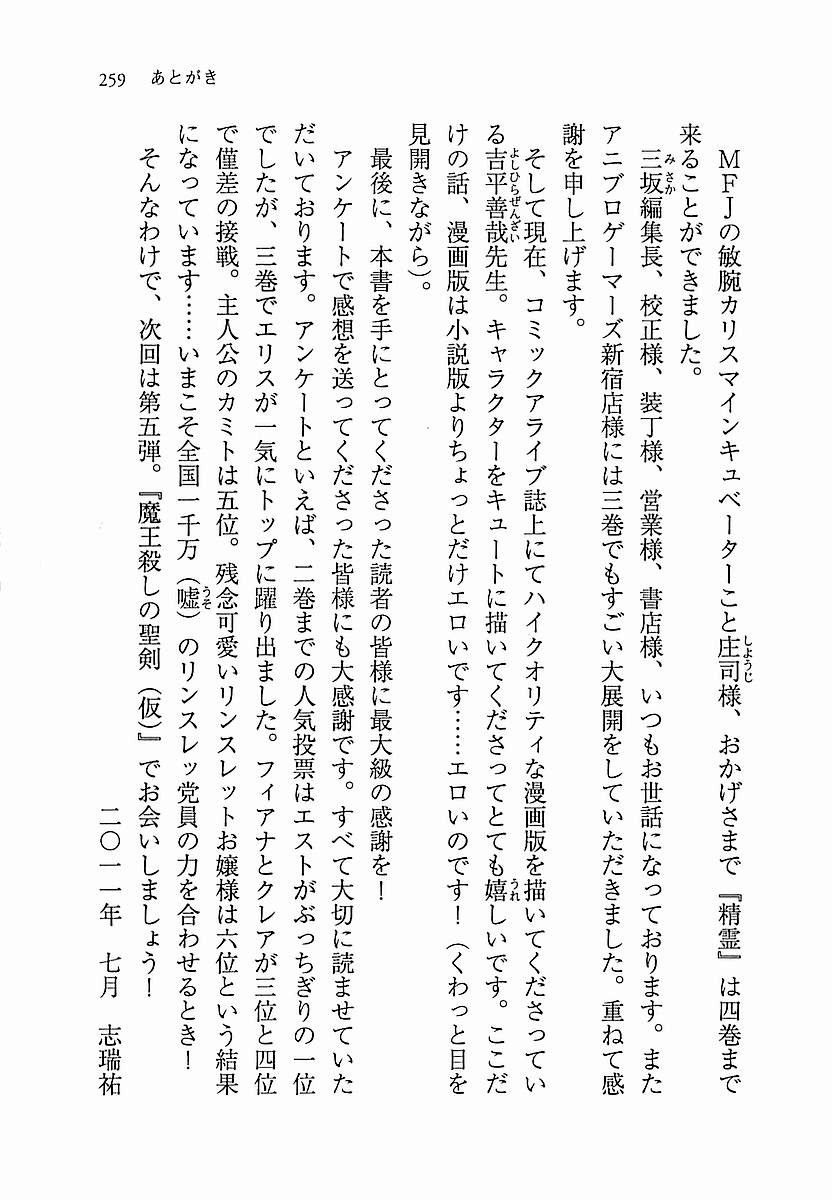 259 あとがき
MFJの敏腕カリスマインキュベーターこと庄司様、おかげさまで『精霊』は四巻まで
来ることができました。
三坂編集長、校正様、装丁様、営業様、書店様、いつもお世話になっております。また
アニブロゲーマーズ新宿店様には三巻でもすごい大展開をしていただきました。重ねて感
謝を申し上げます。
そして現在、コミックアライブ誌上にてハイクオリティな漫画版を描いてくださってい
る吉平善哉先生。キャラクターをキュートに描いてくださってとても嬉しいです。ここだ
けの話、漫画版は小説版よりちょっとだけエロいです……エロいのです！（くわっと目を
見開きながら）。
最後に、本書を手にとってくださった読者の皆様に最大級の感謝を！
アンケートで感想を送ってくださった皆様にも大感謝です。すべて大切に読ませていた
だいております。アンケートといえば、二巻までの人気投票はエストがぶっちぎりの一位
でしたが、三巻でエリスが一気にトップに躍り出ました。フィアナとクレアが三位と四位
で僅差の接戦。主人公のカミトは五位。残念可愛いリンスレットお嬢様は六位という結果
になっています……いまこそ全国一千万（嘘）のリンスレッ党員の力を合わせるとき！
そんなわけで、次回は第五弾。『魔王殺しの聖剣（仮）』でお会いしましょう！
二〇一一年　七月　志瑞祐